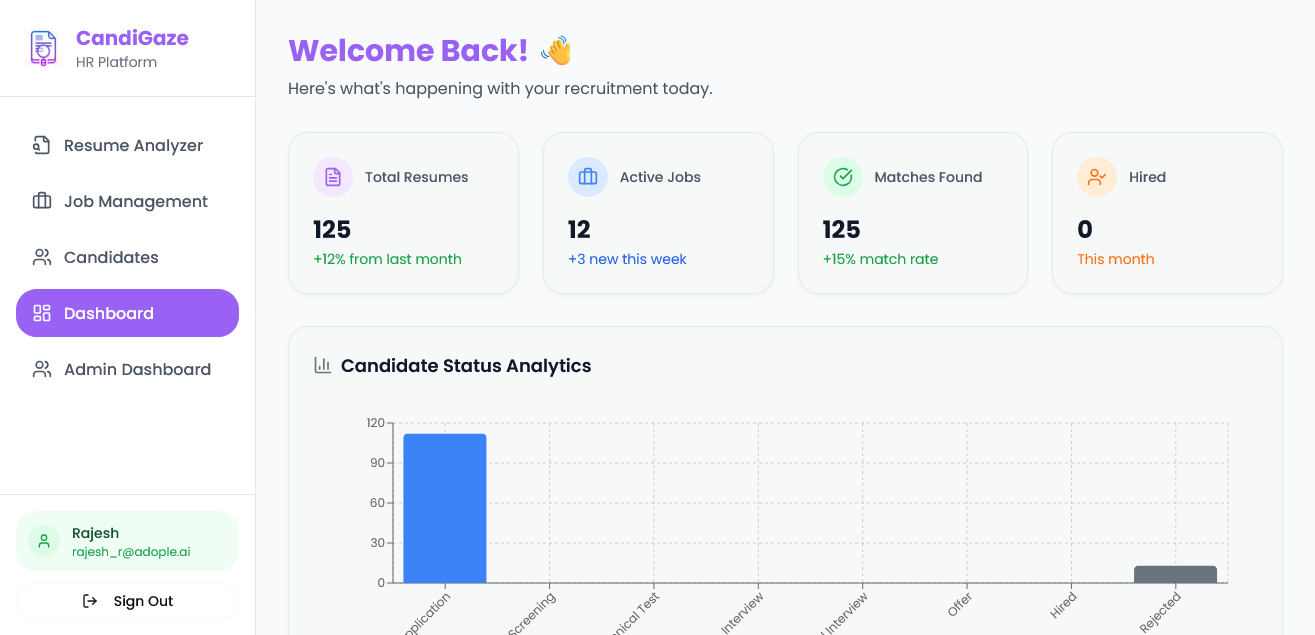 CandiGaze
HR Platform
Resume Analyzer
Job Management
Candidates
Dashboard
Admin Dashboard
Rajesh
rajesh_r@adople.ai
Sign Out
Welcome Back! 👋
Here's what's happening with your recruitment today.
Total Resumes
125
+12% from last month
Active Jobs
12
+3 new this week
Matches Found
125
+15% match rate
Hired
0
This month
Candidate Status Analytics
120
90
60
30
0
plication
Screening
nical Test
Interview
Interview
Offer
Hired
Rejected